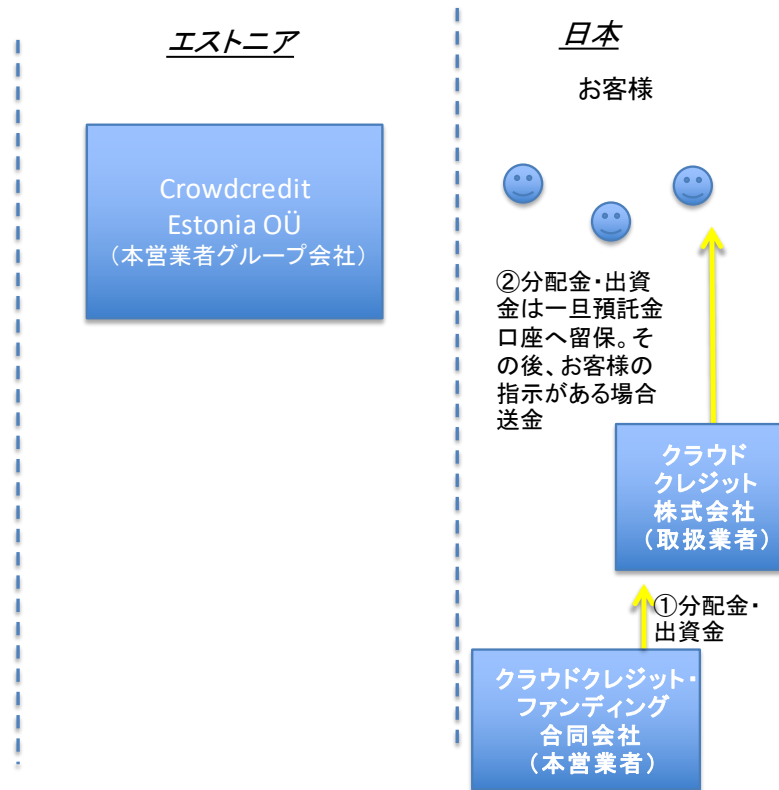 エストニア
日本
お客様
Crowdcredit
Estonia OÜ
（本営業者グループ会社）
②分配金・出資
金は一旦預託金
口座へ留保。そ
の後、お客様の
指示がある場合
送金
クラウド
クレジット
株式会社
（取扱業者）
①分配金・
出資金
クラウドクレジット・
ファンディング
合同会社
（本営業者）